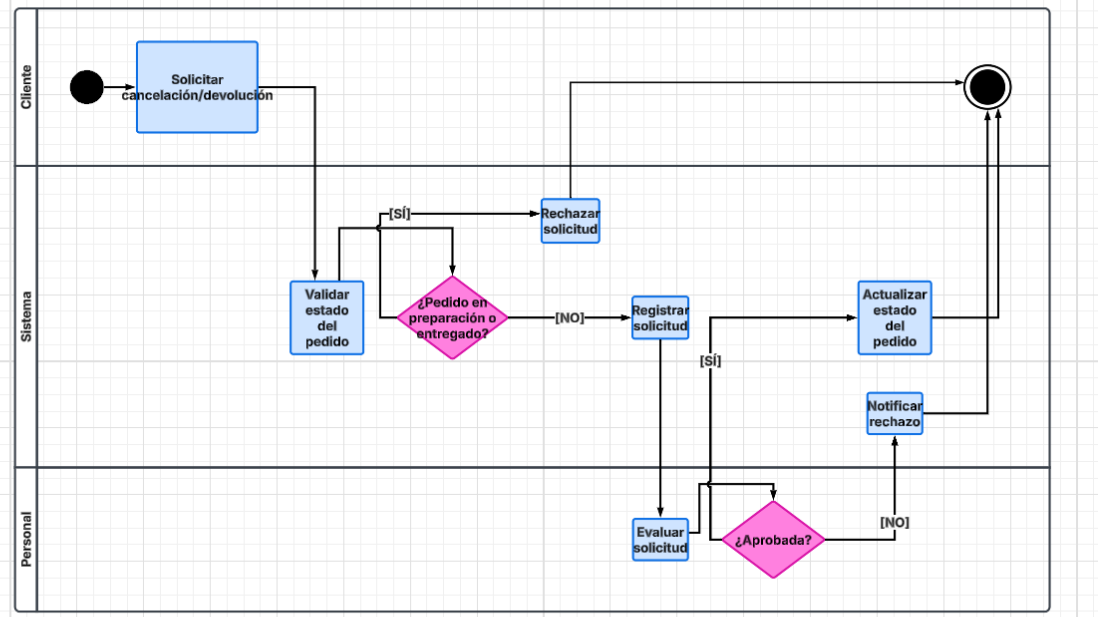 Cliente
Solicitar
cancelación/devolución
Sistema
[SÍ]
Rechazar
solicitud
Validar
estado
del
pedido
¿Pedido en
preparación o
entregado?
[NO]
Registrar
solicitud
[SÍ]
Actualizar
estado
del
pedido
Notificar
rechazo
Personal
Evaluar
solicitud
¿Aprobada?
[NO]